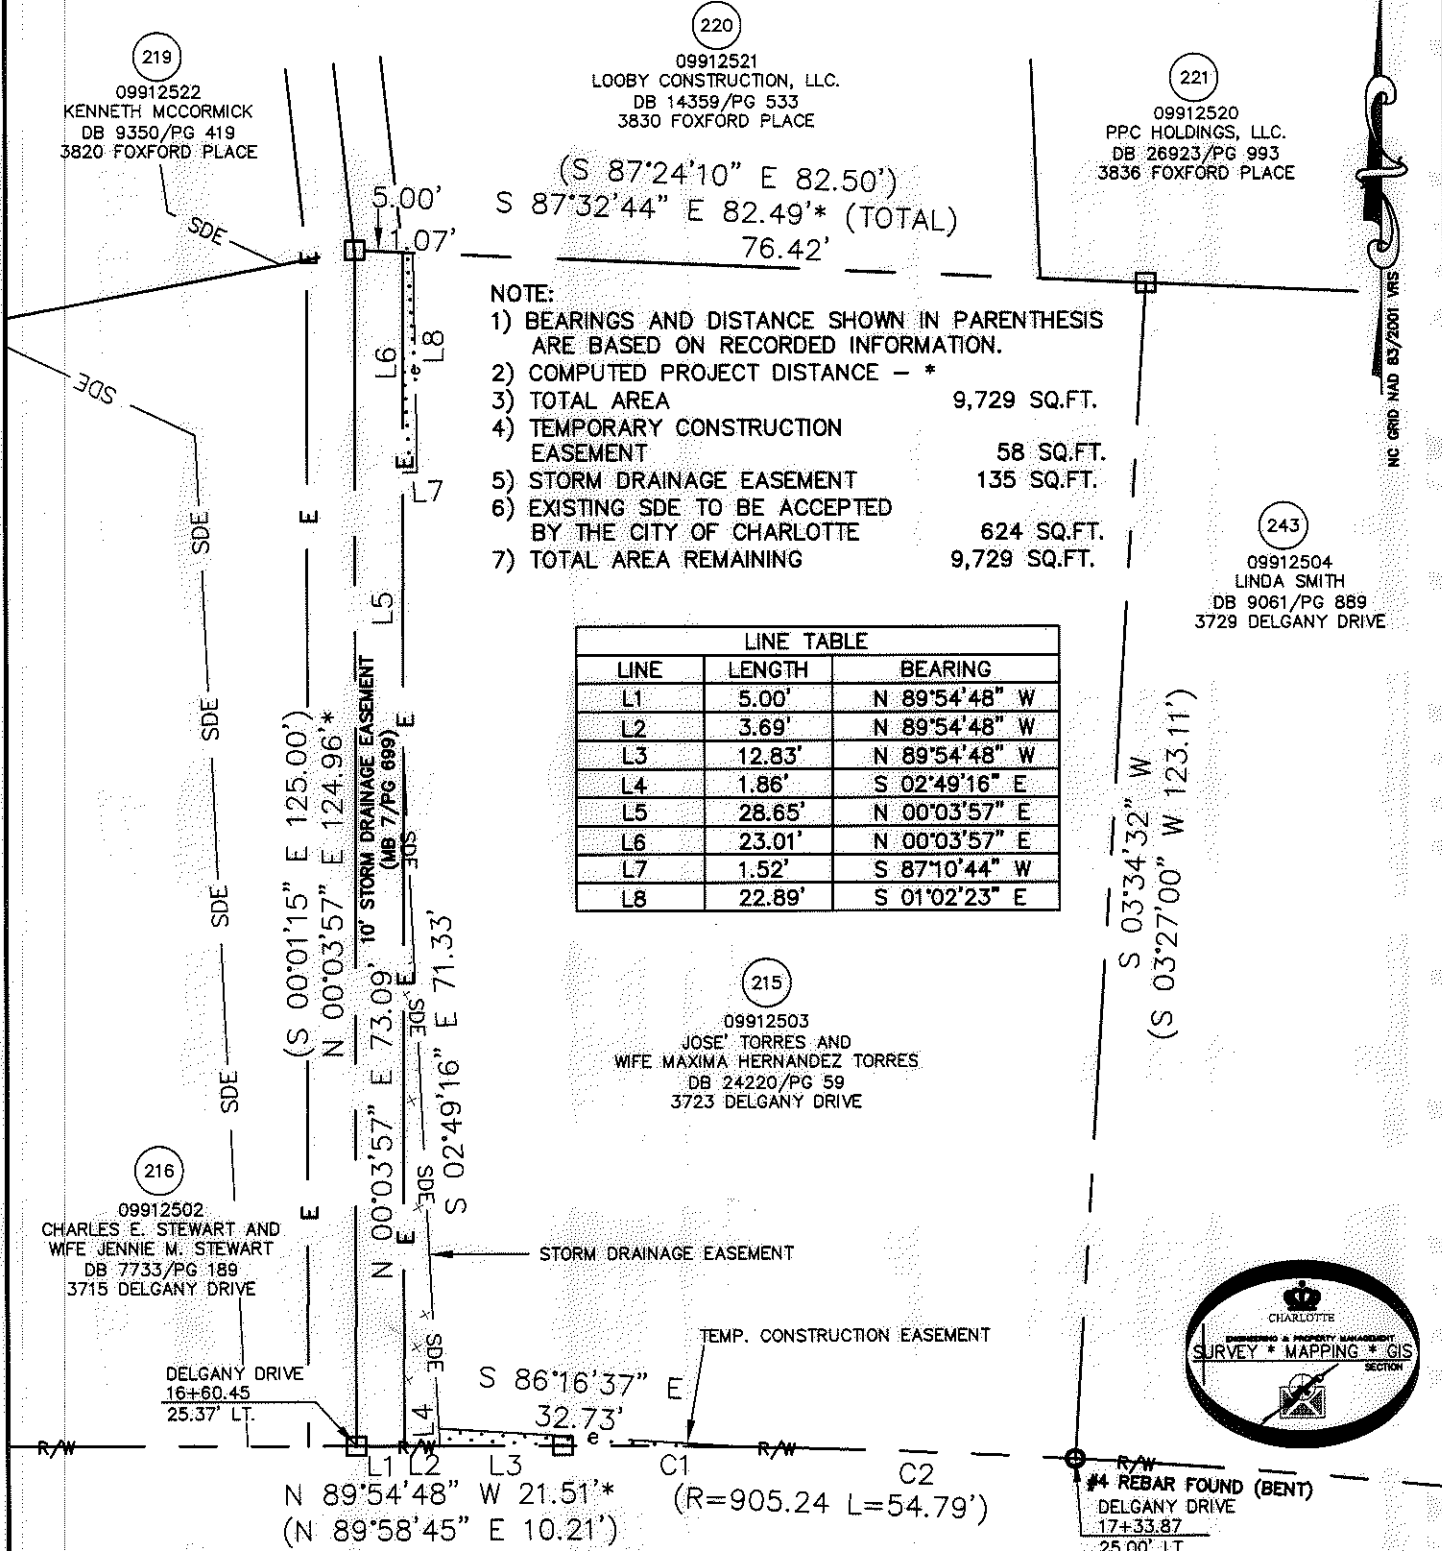 219
09912522
KENNETH MCCORMICK
DB 9350/PG 419
3820 FOXFORD PLACE
220
09912521
LOOBY CONSTRUCTION, LLC.
DB 14359/PG 533
3830 FOXFORD PLACE
221
09912520
PPC HOLDINGS, LLC.
DB 26923/PG 993
3836 FOXFORD PLACE
NC GRID NAD 83/2001 VRS
(S 87°24'10" E 82.50')
S 87°32'44" E 82.49'* (TOTAL)
76.42'
5.00'
1.07'
SDE
SDE
SDE
SDE
SDE
SDE
E
E
E
E
E
E
E
L6
L8
e
L7
L5
NOTE:
1) BEARINGS AND DISTANCE SHOWN IN PARENTHESIS
ARE BASED ON RECORDED INFORMATION.
2) COMPUTED PROJECT DISTANCE – *
3) TOTAL AREA 9,729 SQ.FT.
4) TEMPORARY CONSTRUCTION
EASEMENT 58 SQ.FT.
5) STORM DRAINAGE EASEMENT 135 SQ.FT.
6) EXISTING SDE TO BE ACCEPTED
BY THE CITY OF CHARLOTTE 624 SQ.FT.
7) TOTAL AREA REMAINING 9,729 SQ.FT.
243
09912504
LINDA SMITH
DB 9061/PG 889
3729 DELGANY DRIVE
LINE TABLE
LINE LENGTH BEARING
L1 5.00' N 89°54'48" W
L2 3.69' N 89°54'48" W
L3 12.83' N 89°54'48" W
L4 1.86' S 02°49'16" E
L5 28.65' N 00°03'57" E
L6 23.01' N 00°03'57" E
L7 1.52' S 87°10'44" W
L8 22.89' S 01°02'23" E
(S 00°01'15" E 125.00')
N 00°03'57" E 124.96'*
10' STORM DRAINAGE EASEMENT
(MB 7/PG 699)
N 00°03'57" E 73.09'
S 02°49'16" E 71.33'
SDE
SDE
SDE
SDE
S 03°34'32" W
(S 03°27'00" W 123.11')
215
09912503
JOSE' TORRES AND
WIFE MAXIMA HERNANDEZ TORRES
DB 24220/PG 59
3723 DELGANY DRIVE
216
09912502
CHARLES E. STEWART AND
WIFE JENNIE M. STEWART
DB 7733/PG 189
3715 DELGANY DRIVE
STORM DRAINAGE EASEMENT
TEMP. CONSTRUCTION EASEMENT
DELGANY DRIVE
16+60.45
25.37' LT.
S 86°16'37" E
32.73'
L4
e
R/W
R/W
R/W
R/W
L1
L2
L3
C1
C2
N 89°54'48" W 21.51'*
(N 89°58'45" E 10.21')
(R=905.24 L=54.79')
#4 REBAR FOUND (BENT)
DELGANY DRIVE
17+33.87
25.00' LT.
CHARLOTTE
ENGINEERING & PROPERTY MANAGEMENT
SURVEY * MAPPING * GIS
SECTION